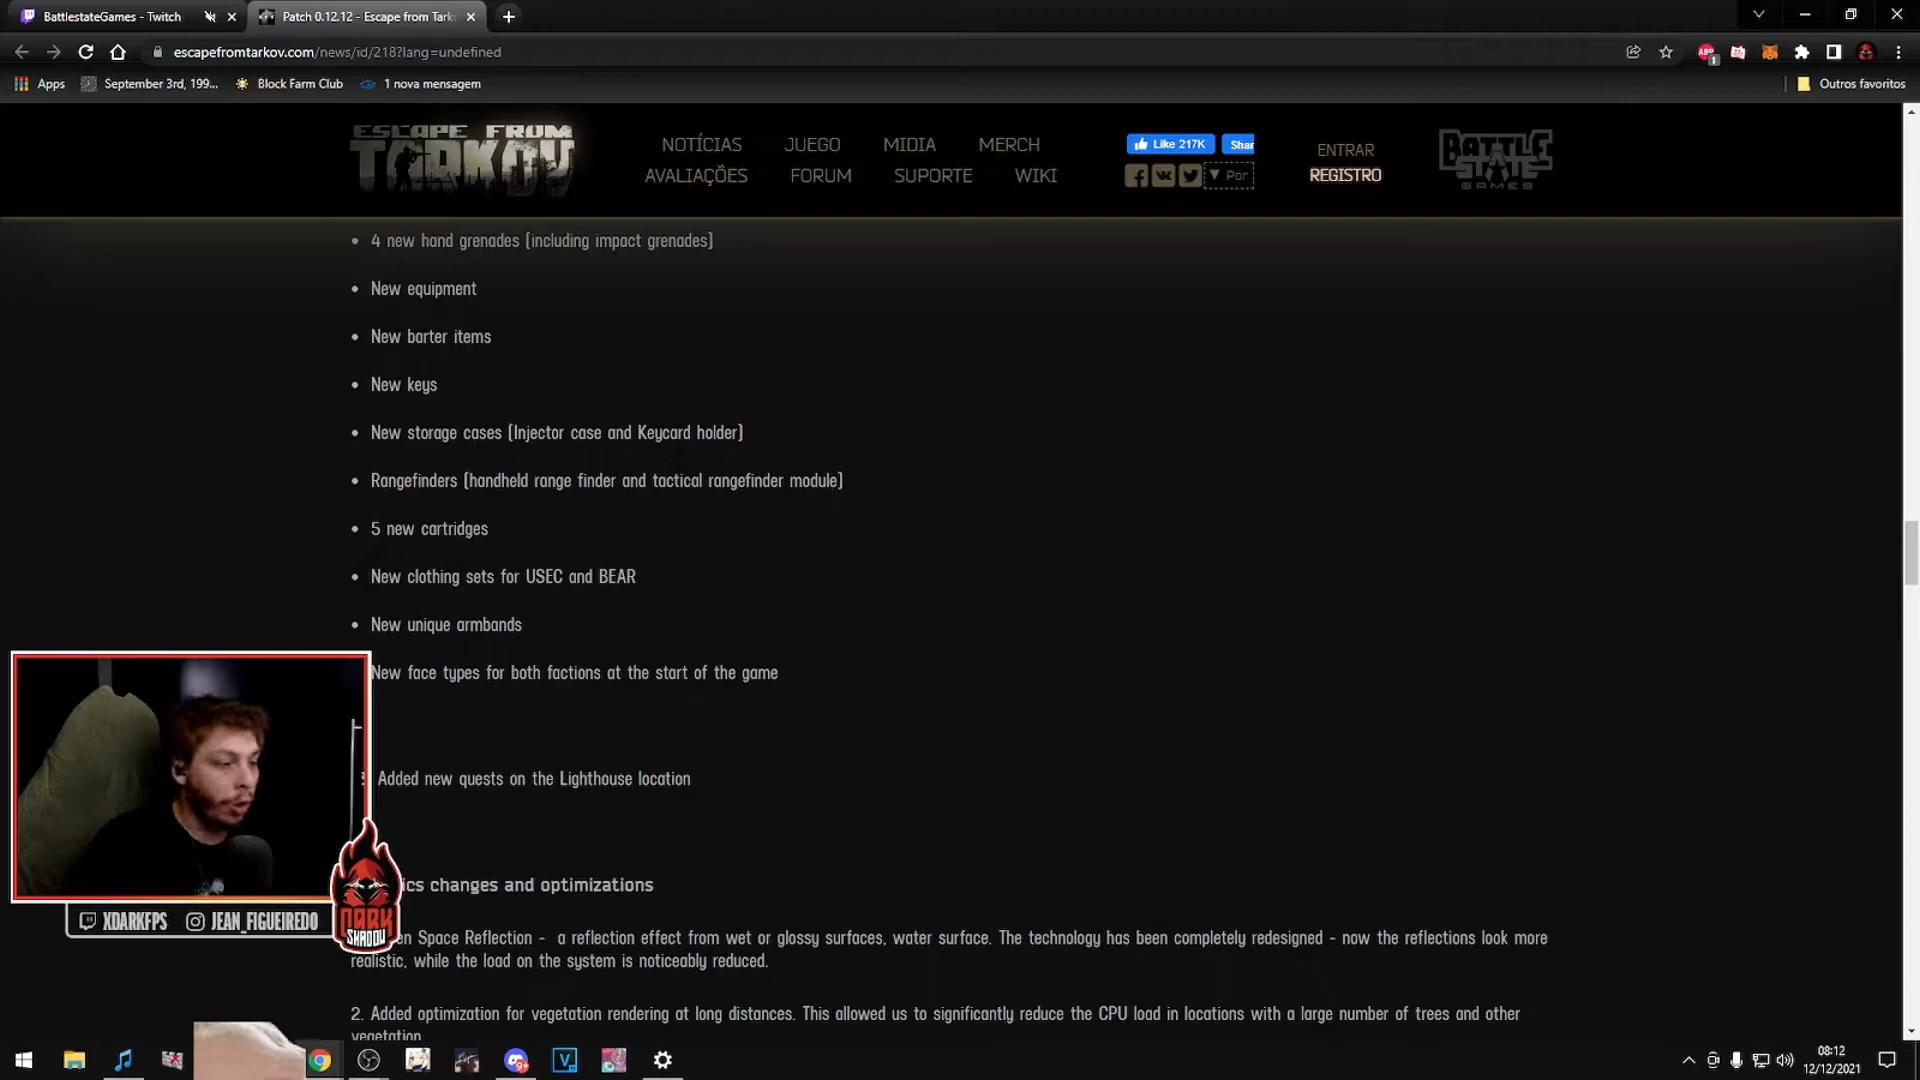 BattlestateGames - Twitch
Patch 0.12.12 - Escape from Tark
escapefromtarkov.com/news/id/218?lang=undefined
Apps
September 3rd, 199...
Block Farm Club
1 nova mensagem
Outros favoritos
ESCAPE FROM
TARKOV
NOTÍCIAS
JUEGO
MIDIA
MERCH
AVALIAÇÕES
FORUM
SUPORTE
WIKI
Like 217K
Shar
▼ Por
ENTRAR
REGISTRO
BATTLE
STATE
GAMES
• 4 new hand grenades (including impact grenades)
• New equipment
• New barter items
• New keys
• New storage cases (Injector case and Keycard holder)
• Rangefinders (handheld range finder and tactical rangefinder module)
• 5 new cartridges
• New clothing sets for USEC and BEAR
• New unique armbands
New face types for both factions at the start of the game
Added new quests on the Lighthouse location
ics changes and optimizations
en Space Reflection - a reflection effect from wet or glossy surfaces, water surface. The technology has been completely redesigned - now the reflections look more
realistic, while the load on the system is noticeably reduced.
2. Added optimization for vegetation rendering at long distances. This allowed us to significantly reduce the CPU load in locations with a large number of trees and other
vegetation
XDARKFPS
JEAN_FIGUEIREDO
DARK
SHADOW
08:12
12/12/2021